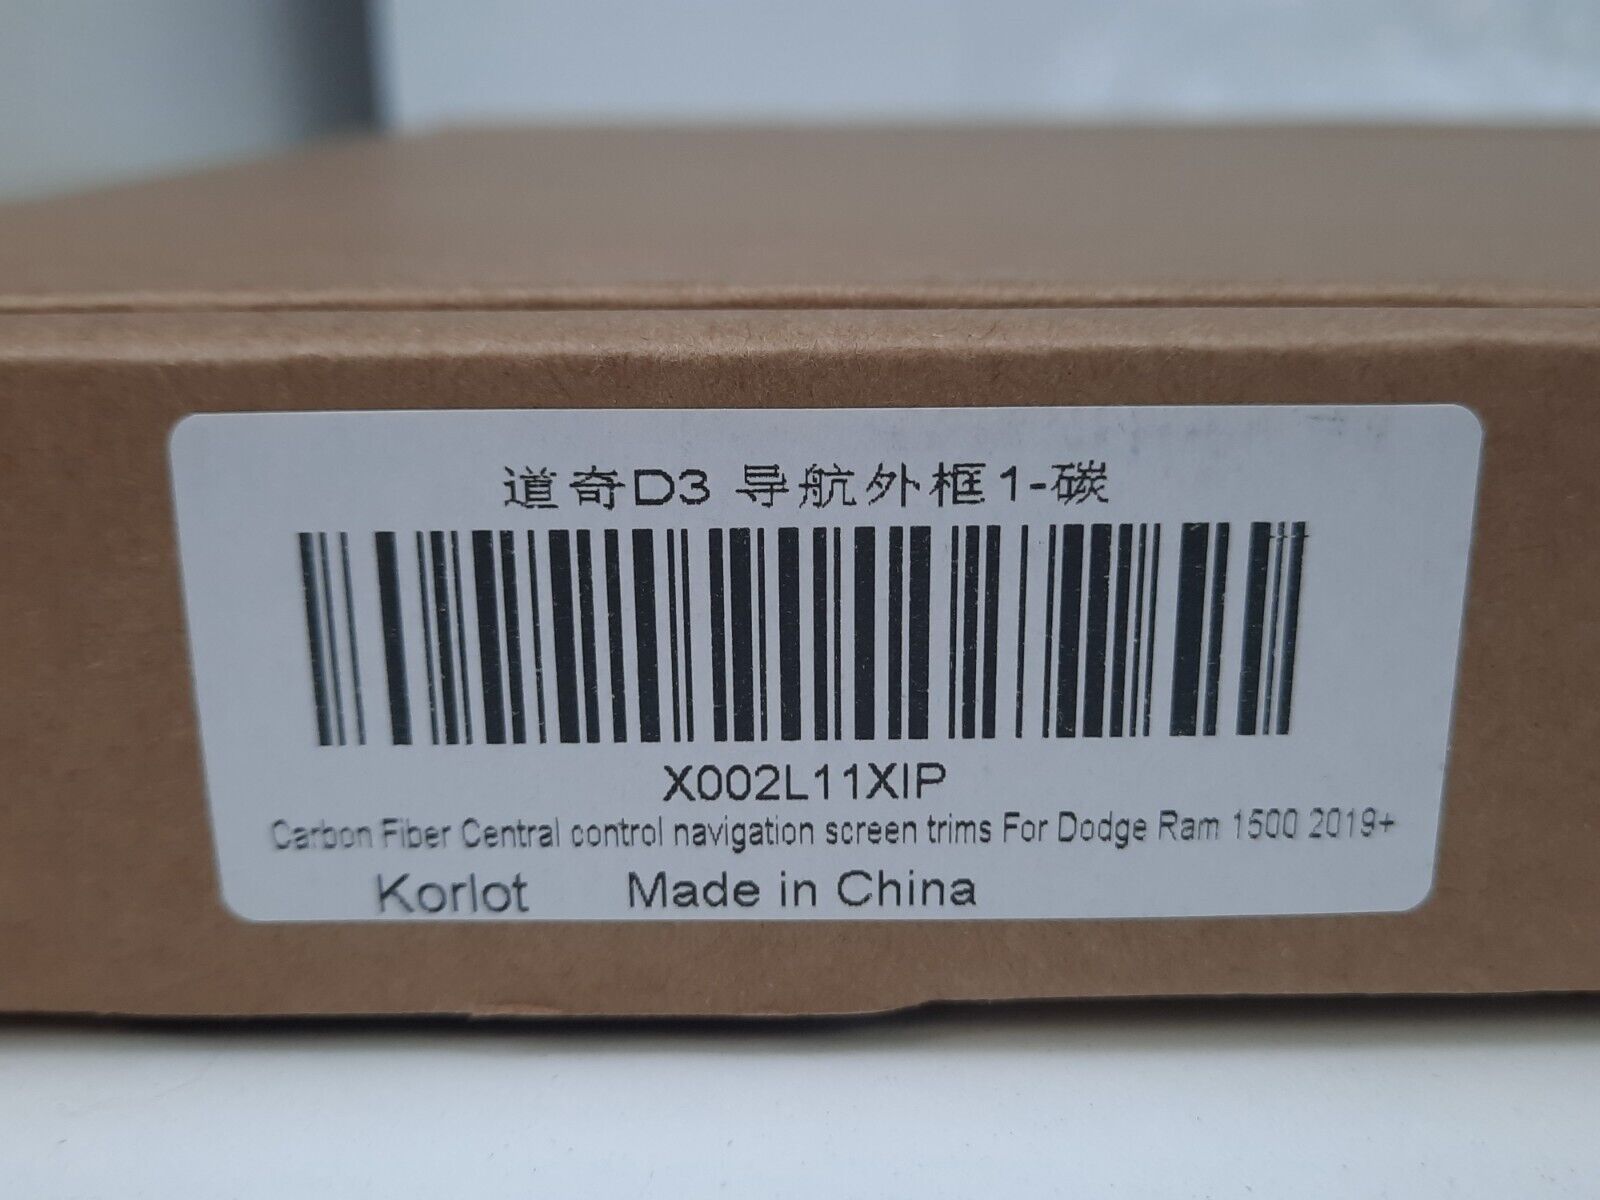 道奇D3 导航外框1-碳
X002L11XIP
Carbon Fiber Central control navigation screen trims For Dodge Ram 1500 2019+
Korlot Made in China